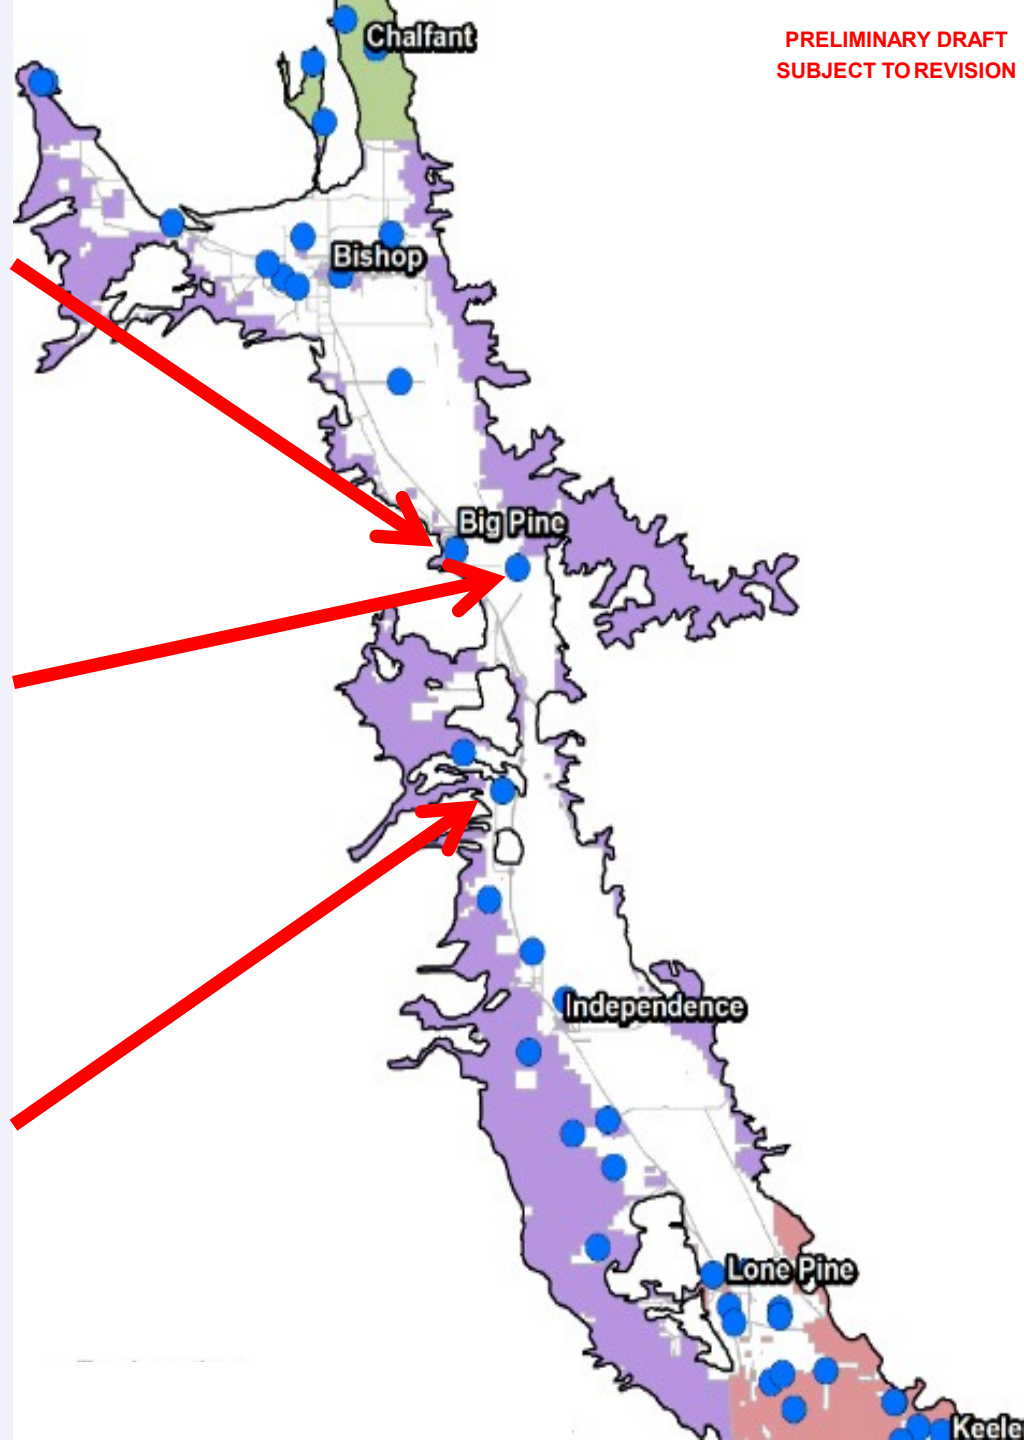 PRELIMINARY DRAFT
SUBJECT TO REVISION
Chalfant
Bishop
Big Pine
Independence
Lone Pine
Keele